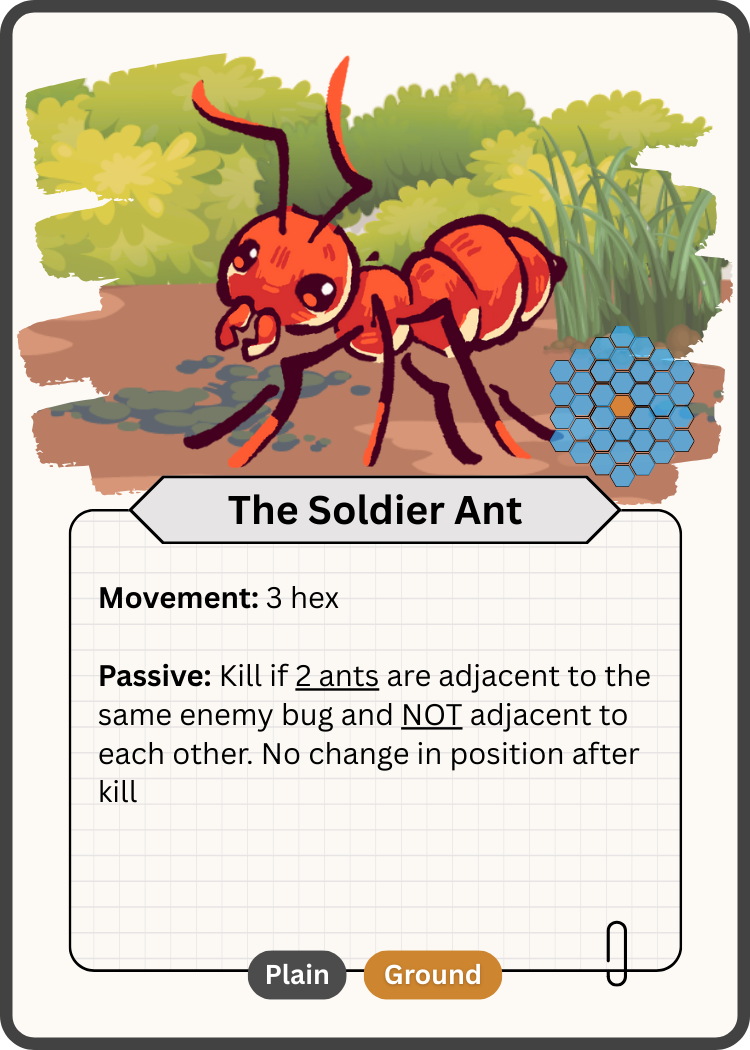 The Soldier Ant
Movement: 3 hex
Passive: Kill if 2 ants are adjacent to the
same enemy bug and NOT adjacent to
each other. No change in position after
kill
Plain Ground